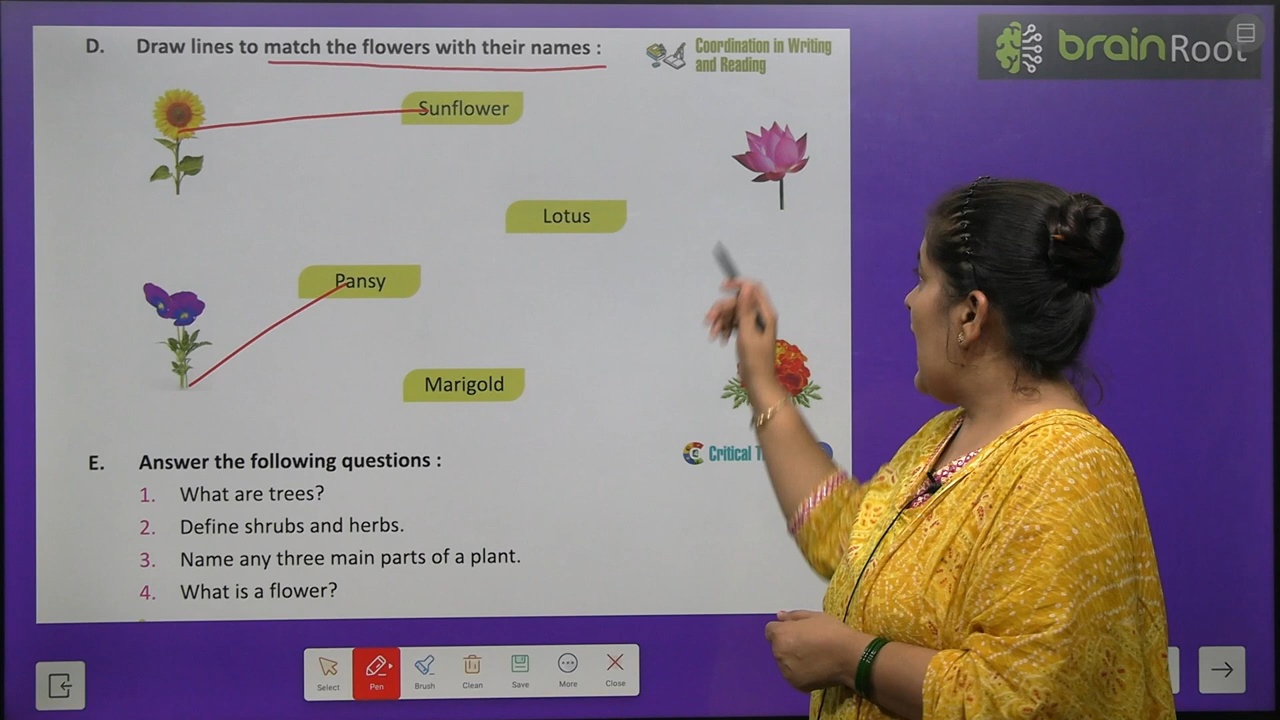 D. Draw lines to match the flowers with their names :
Coordination in Writing
and Reading
brainRoot
Sunflower
Lotus
Pansy
Marigold
E. Answer the following questions :
Critical
1. What are trees?
2. Define shrubs and herbs.
3. Name any three main parts of a plant.
4. What is a flower?
Select
Pen
Brush
Clean
Save
More
Close